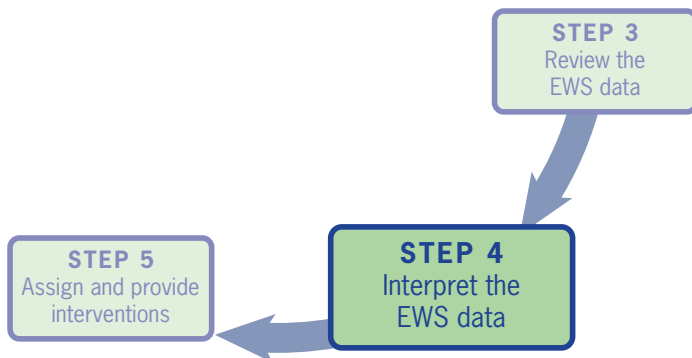 STEP 3
Review the
EWS data
STEP 4
Interpret the
EWS data
STEP 5
Assign and provide
interventions